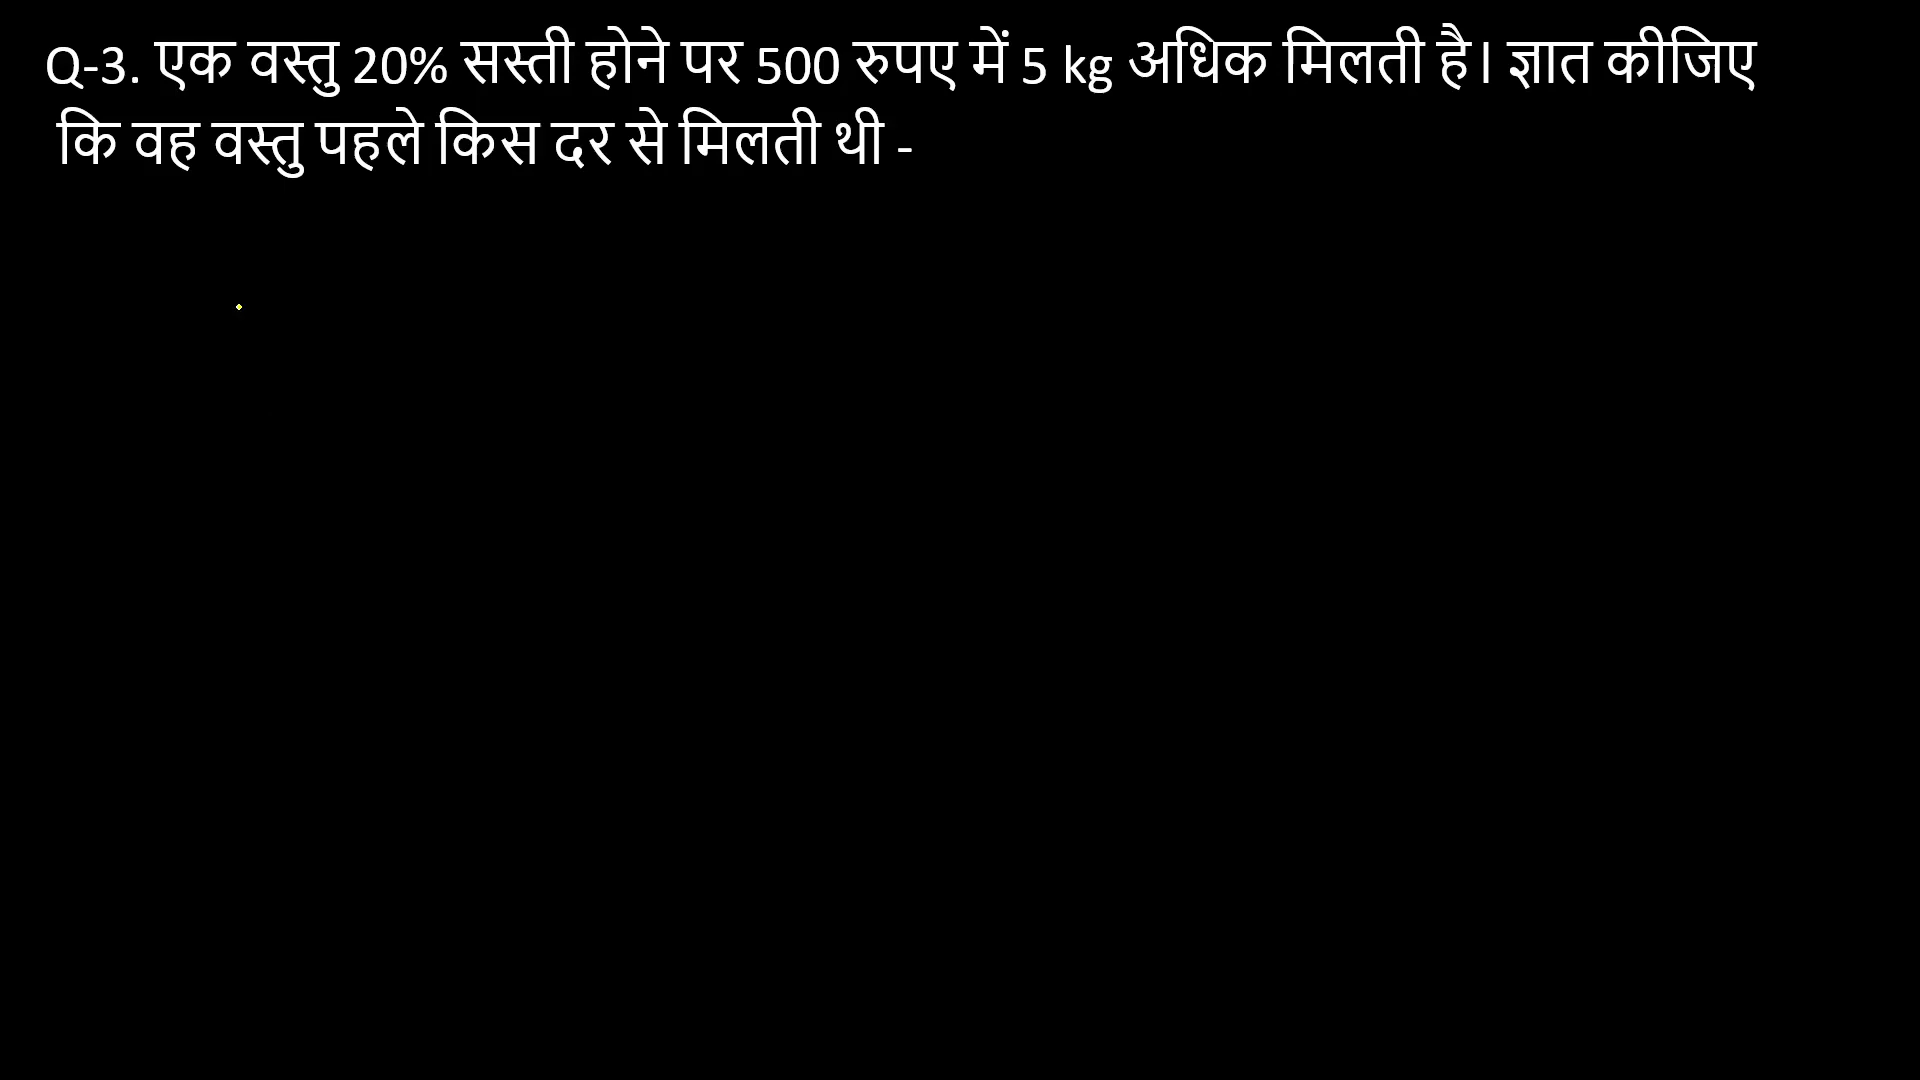 Q-3. एक वस्तु 20% सस्ती होने पर 500 रुपए में 5 kg अधिक मिलती है। ज्ञात कीजिए
कि वह वस्तु पहले किस दर से मिलती थी -